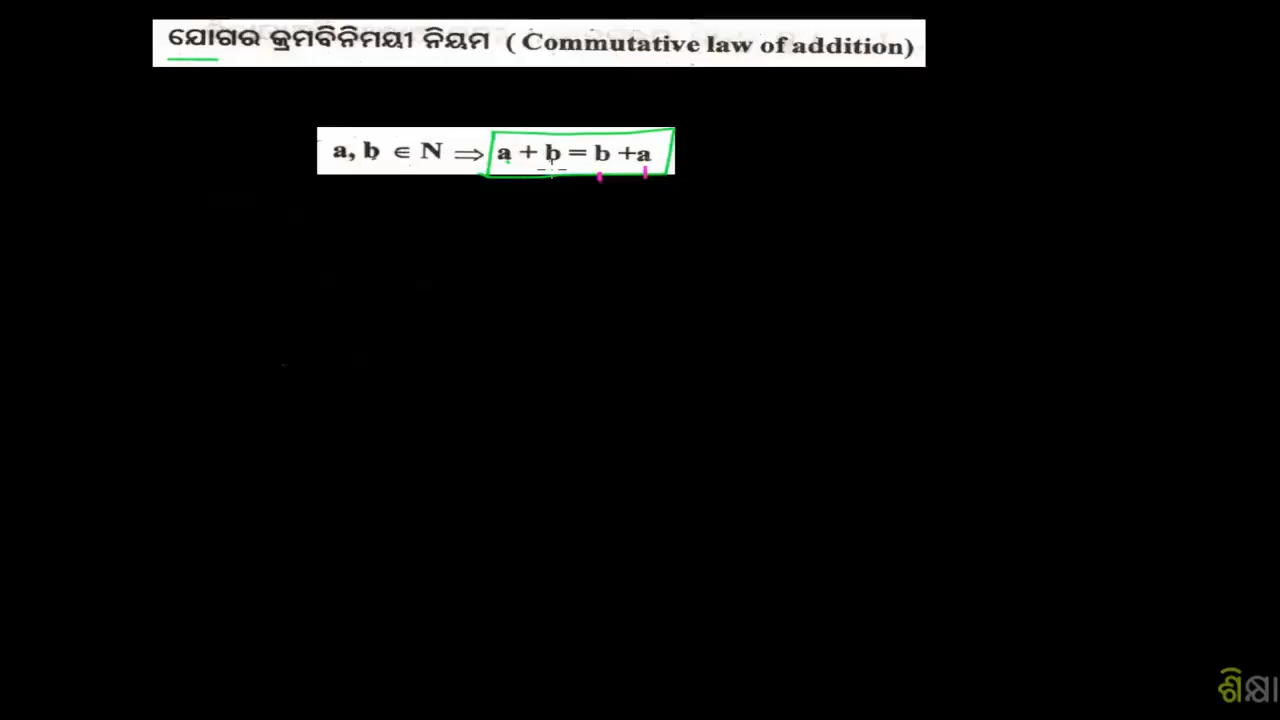 ଯୋଗର କ୍ରମବିନିମୟୀ ନିୟମ ( Commutative law of addition)
a, b ∈ N ⇒ a + b = b +a
ଶିକ୍ଷା